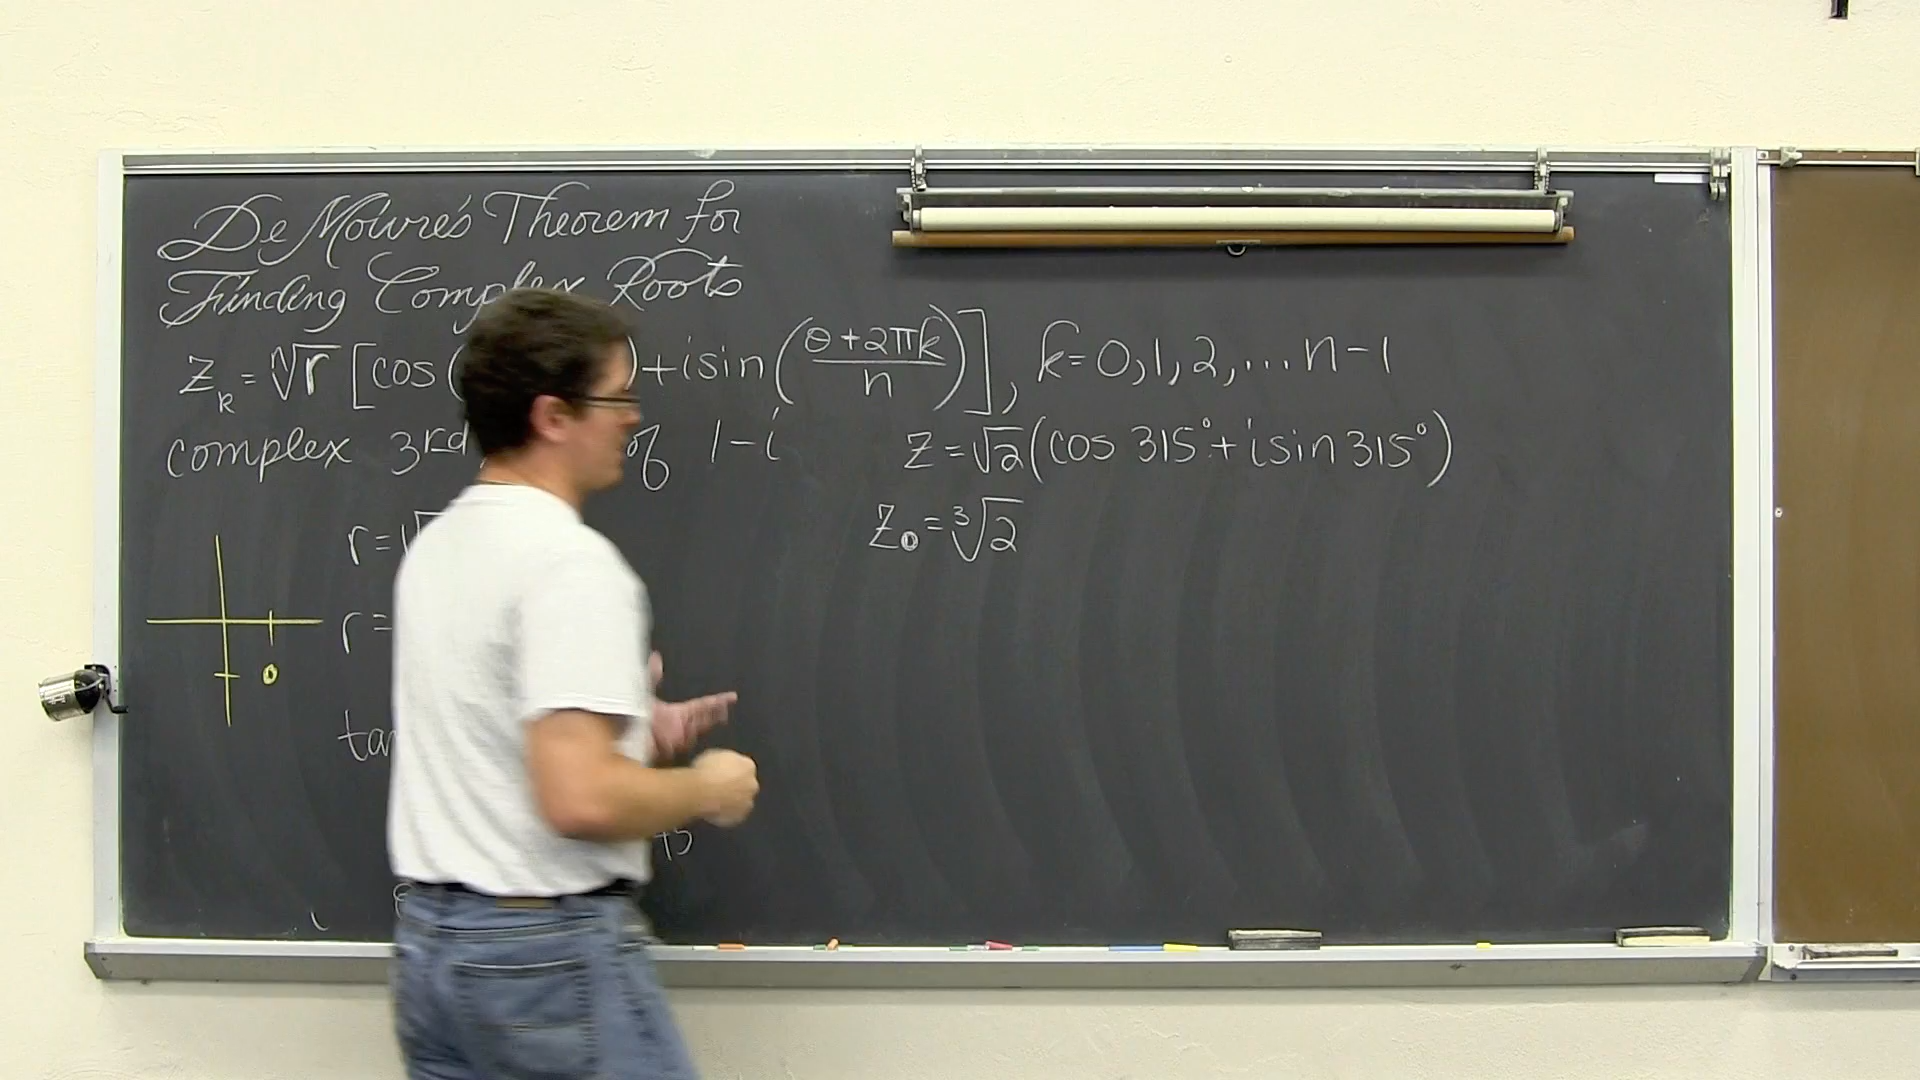 De Moivre's Theorem for
Finding Complex Roots
z_k = ⁿ√r [cos( )+isin((θ+2πk)/n)], k=0,1,2,...n-1
complex 3rd of 1-i
z=√2(cos 315°+isin 315°)
z₀=³√2
r=√
r=
tan
45